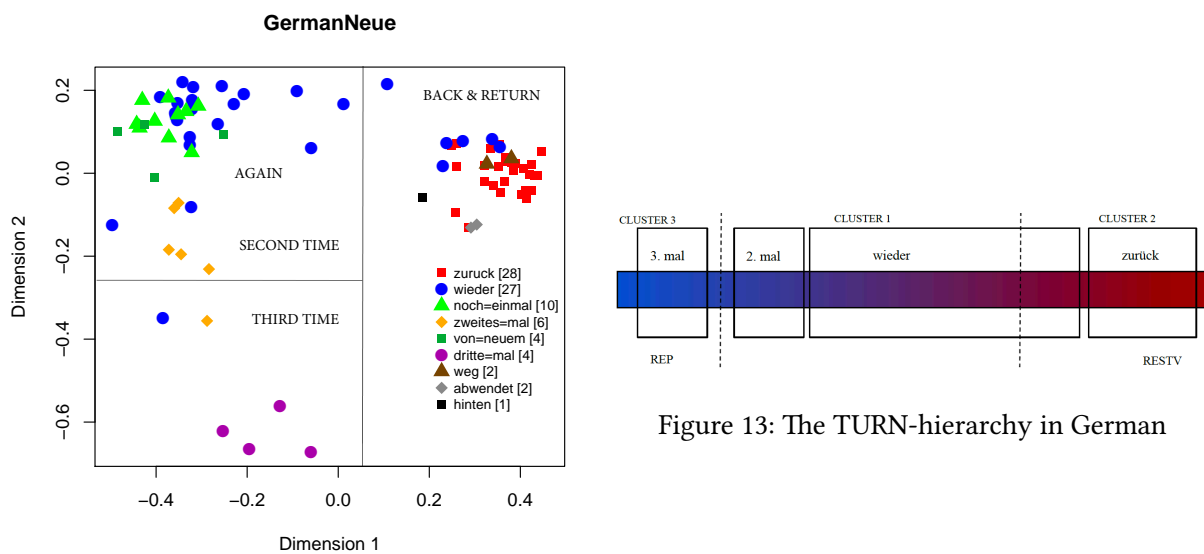 GermanNeue
Dimension 2
0.2
0.0
−0.2
−0.4
−0.6
BACK & RETURN
AGAIN
SECOND TIME
THIRD TIME
zuruck [28]
wieder [27]
noch=einmal [10]
zweites=mal [6]
von=neuem [4]
dritte=mal [4]
weg [2]
abwendet [2]
hinten [1]
−0.4 −0.2 0.0 0.2 0.4
Dimension 1
CLUSTER 3 CLUSTER 1 CLUSTER 2
3. mal 2. mal wieder zurück
REP RESTV
Figure 13: The TURN-hierarchy in German